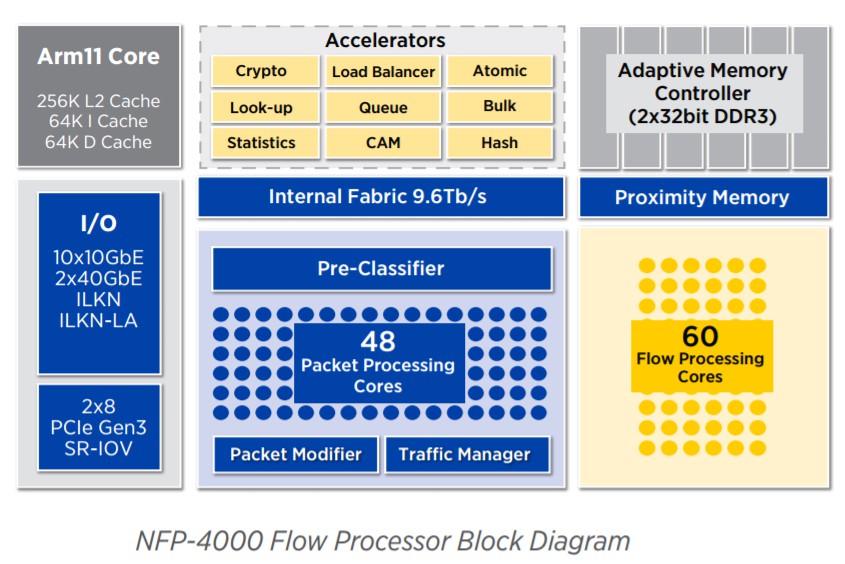 Arm11 Core
256K L2 Cache
64K I Cache
64K D Cache
Accelerators
Crypto
Load Balancer
Atomic
Look-up
Queue
Bulk
Statistics
CAM
Hash
Adaptive Memory
Controller
(2x32bit DDR3)
Internal Fabric 9.6Tb/s
Proximity Memory
I/O
10x10GbE
2x40GbE
ILKN
ILKN-LA
2x8
PCIe Gen3
SR-IOV
Pre-Classifier
48
Packet Processing
Cores
Packet Modifier
Traffic Manager
60
Flow Processing
Cores
NFP-4000 Flow Processor Block Diagram